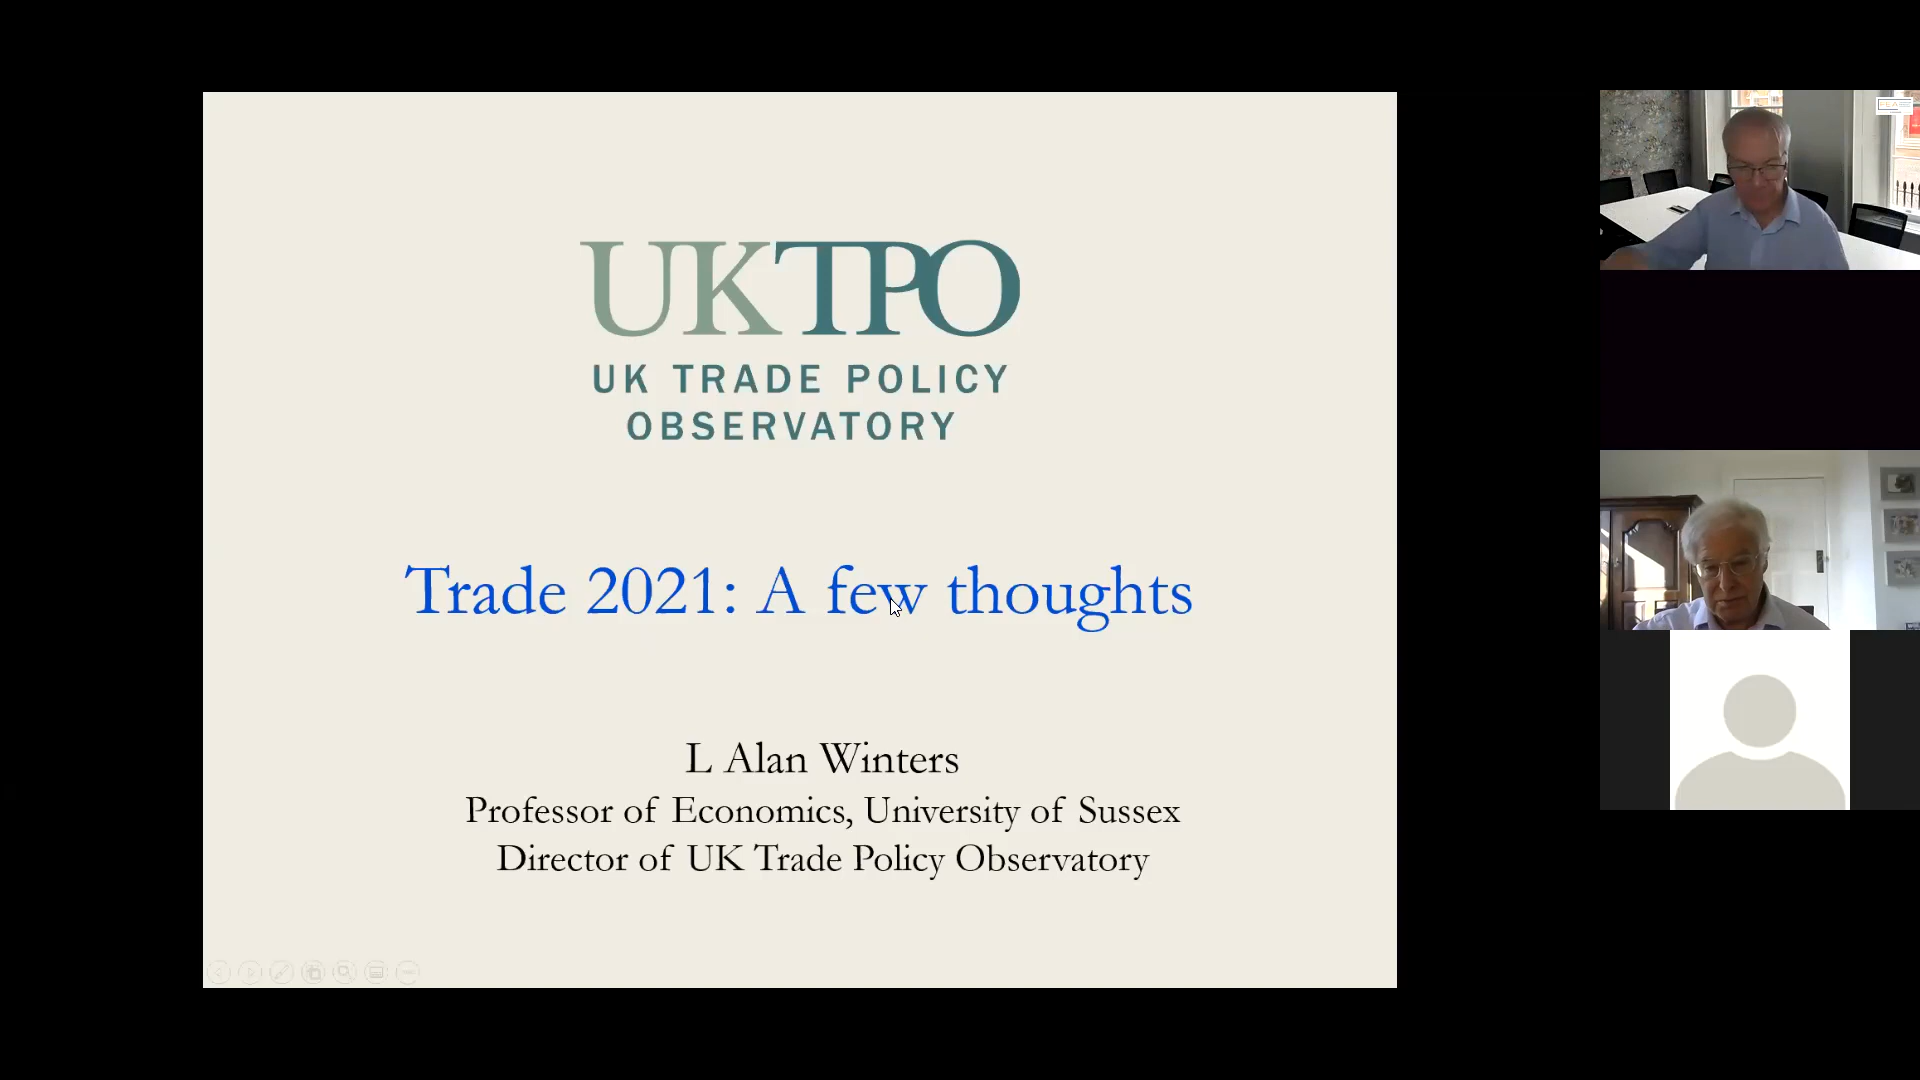 UKTPO
UK TRADE POLICY
OBSERVATORY
Trade 2021: A few thoughts
L Alan Winters
Professor of Economics, University of Sussex
Director of UK Trade Policy Observatory